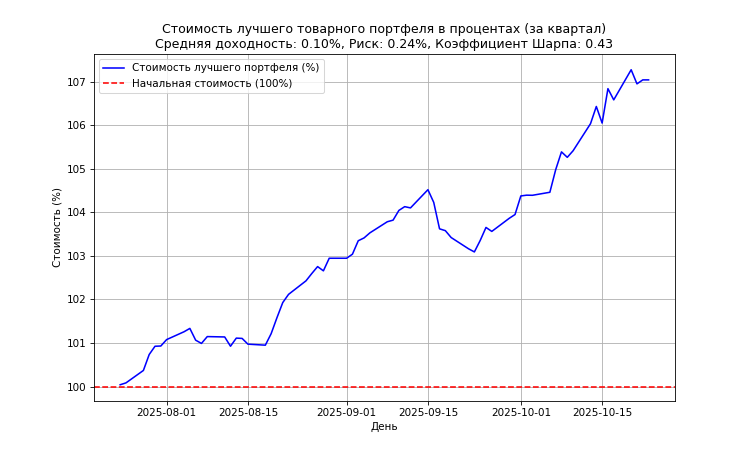 Стоимость лучшего товарного портфеля в процентах (за квартал)
Средняя доходность: 0.10%, Риск: 0.24%, Коэффициент Шарпа: 0.43
Стоимость лучшего портфеля (%)
Начальная стоимость (100%)
Стоимость (%)
107
106
105
104
103
102
101
100
2025-08-01
2025-08-15
2025-09-01
2025-09-15
2025-10-01
2025-10-15
День